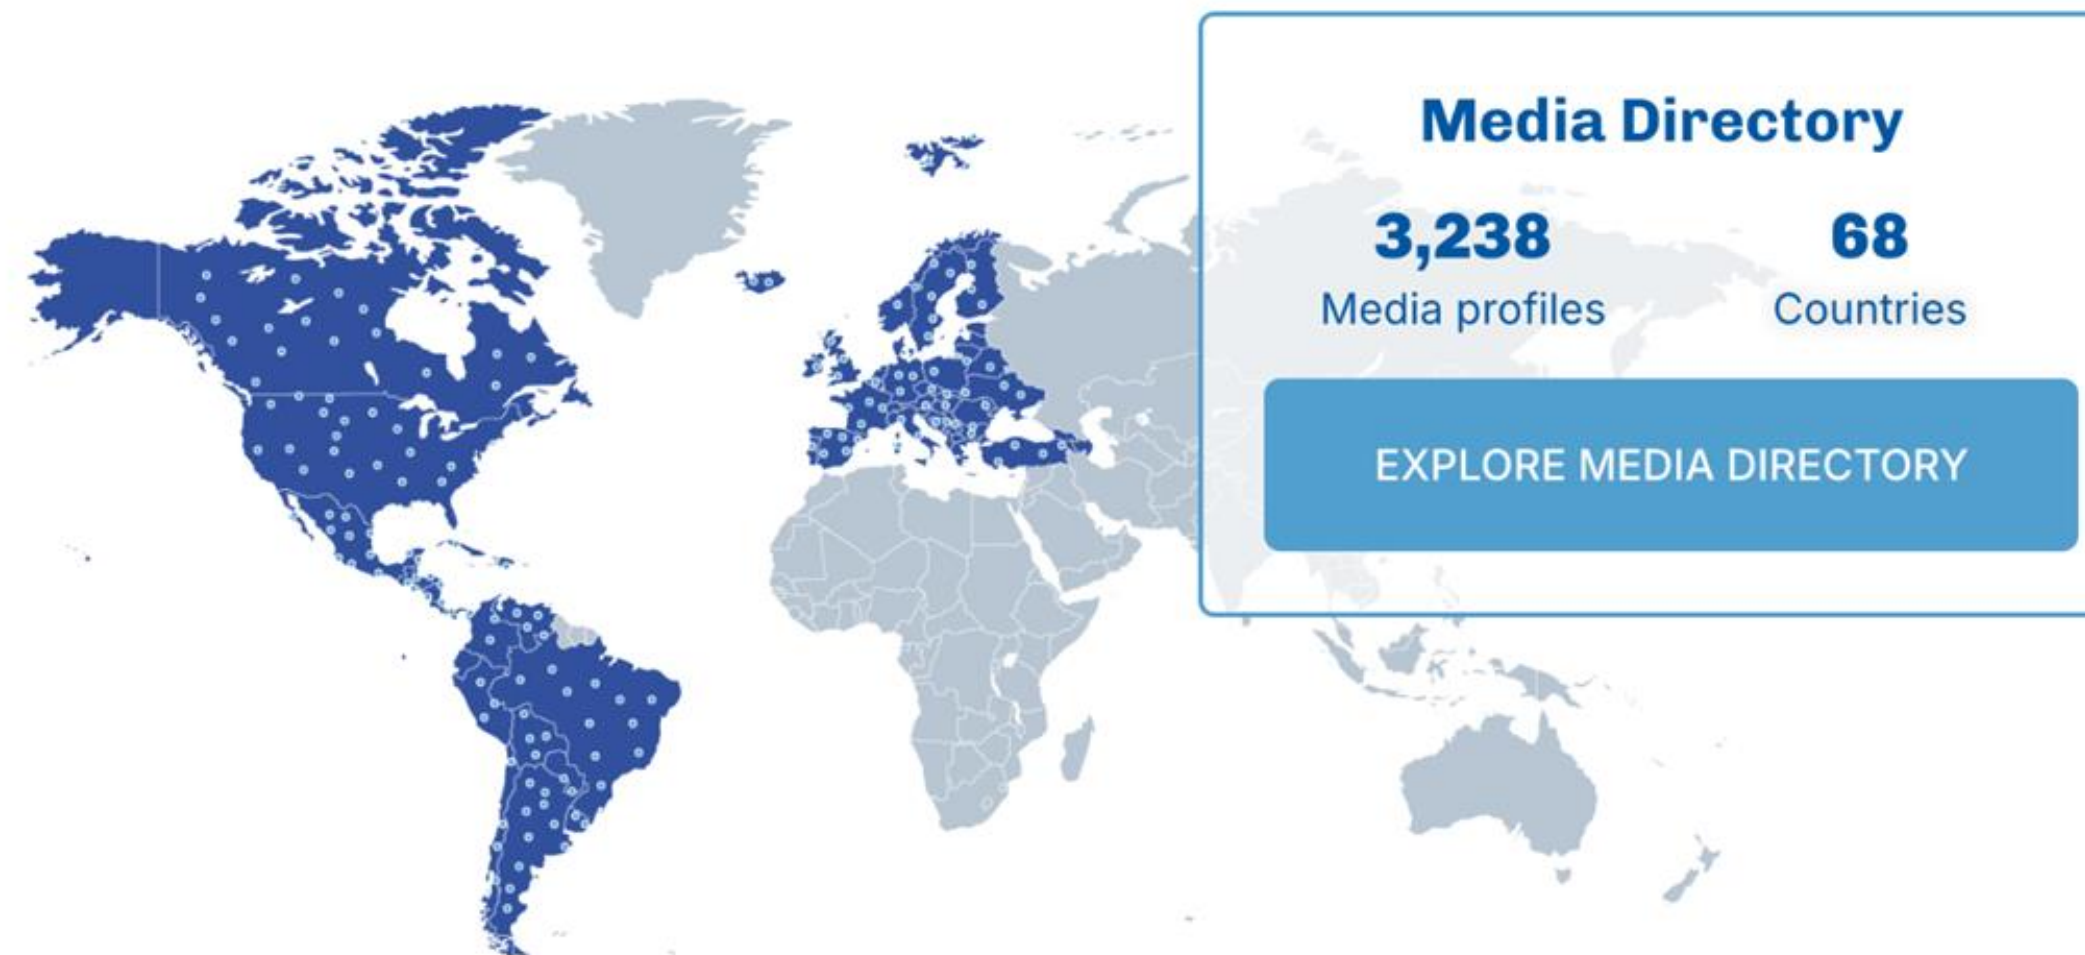 Media Directory
3,238
68
Media profiles
Countries
EXPLORE MEDIA DIRECTORY